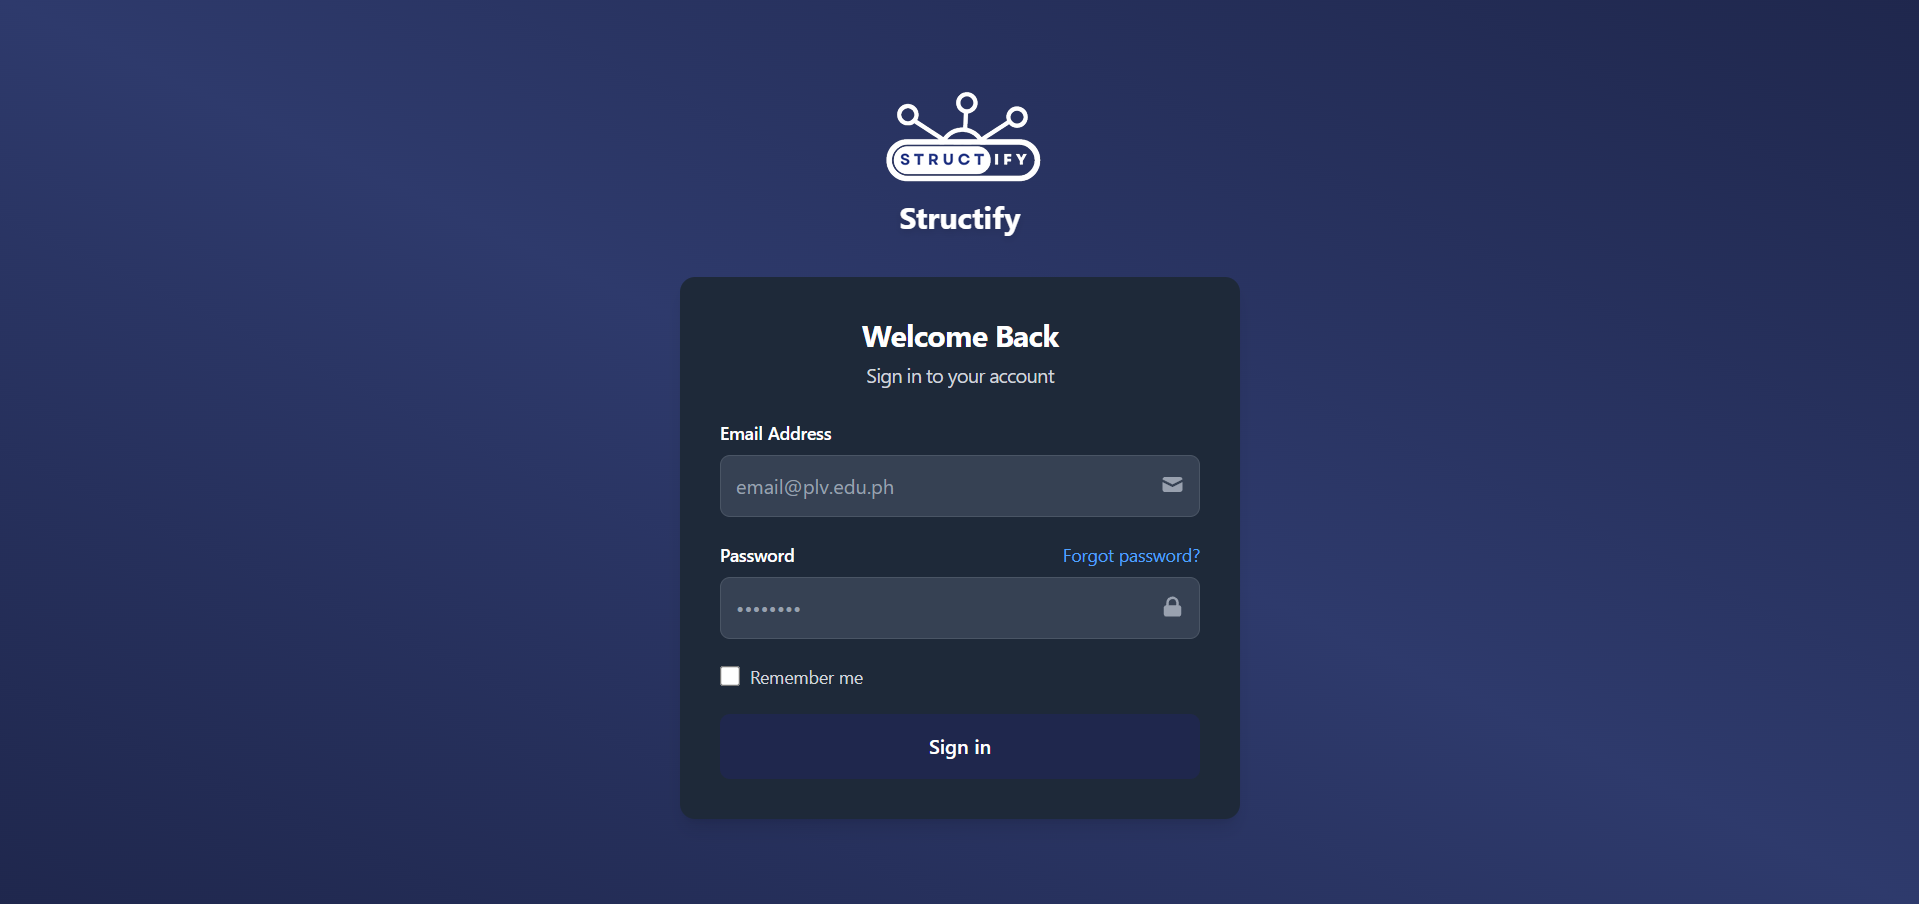 STRUCTIFY
Structify
Welcome Back
Sign in to your account
Email Address
email@plv.edu.ph
Password Forgot password?
••••••••
Remember me
Sign in